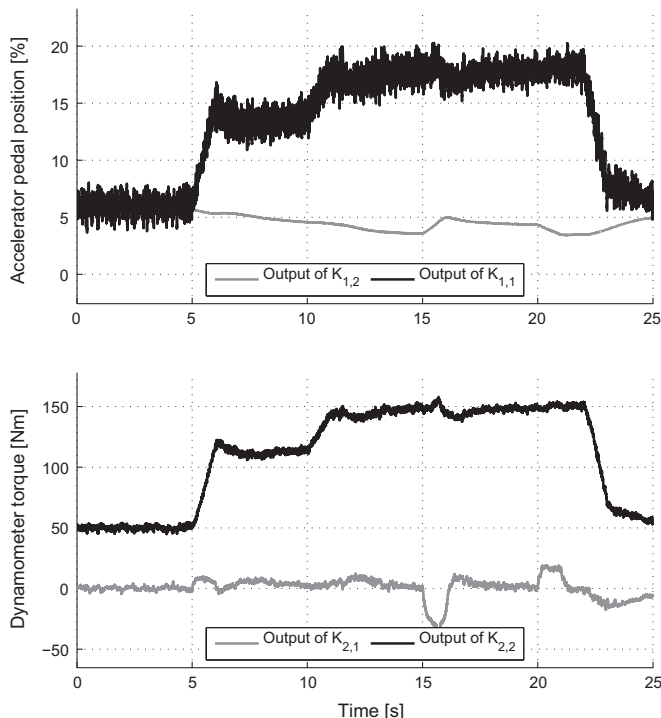 Accelerator pedal position [%]
20
15
10
5
0
Output of K1,2 Output of K1,1
0 5 10 15 20 25
Dynamometer torque [Nm]
150
100
50
0
−50
Output of K2,1 Output of K2,2
0 5 10 15 20 25
Time [s]